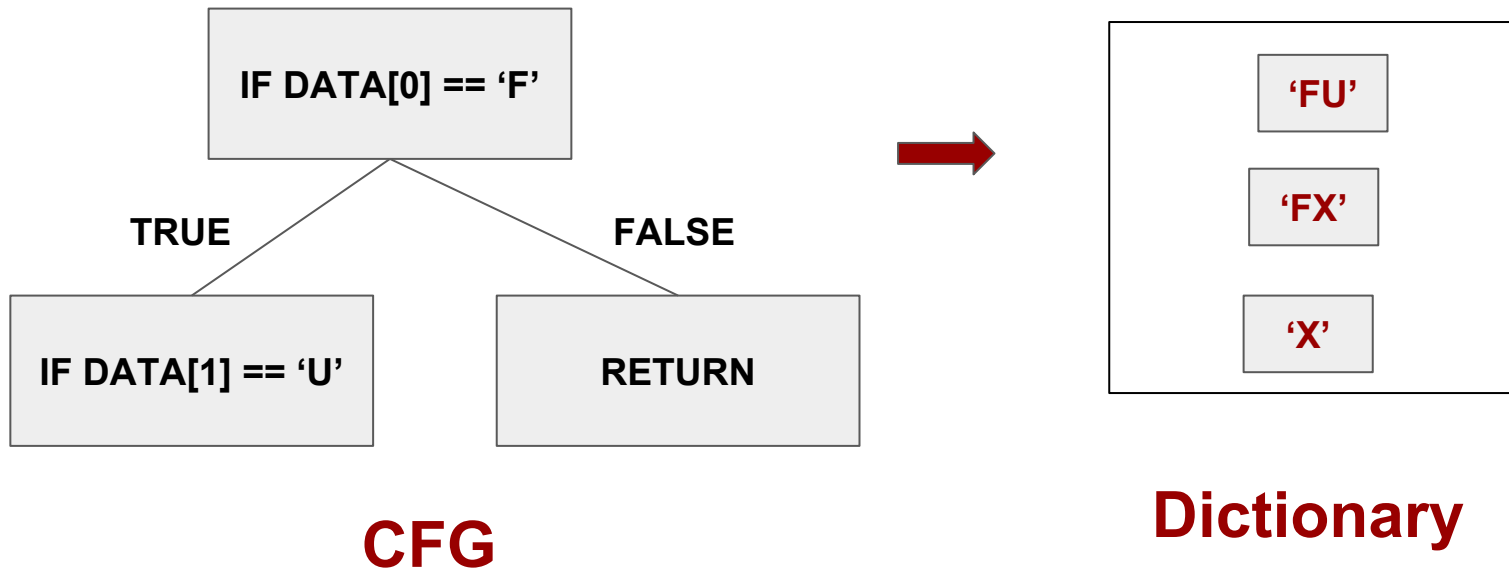 IF DATA[0] == ‘F’
TRUE
FALSE
IF DATA[1] == ‘U’
RETURN
CFG
‘FU’
‘FX’
‘X’
Dictionary